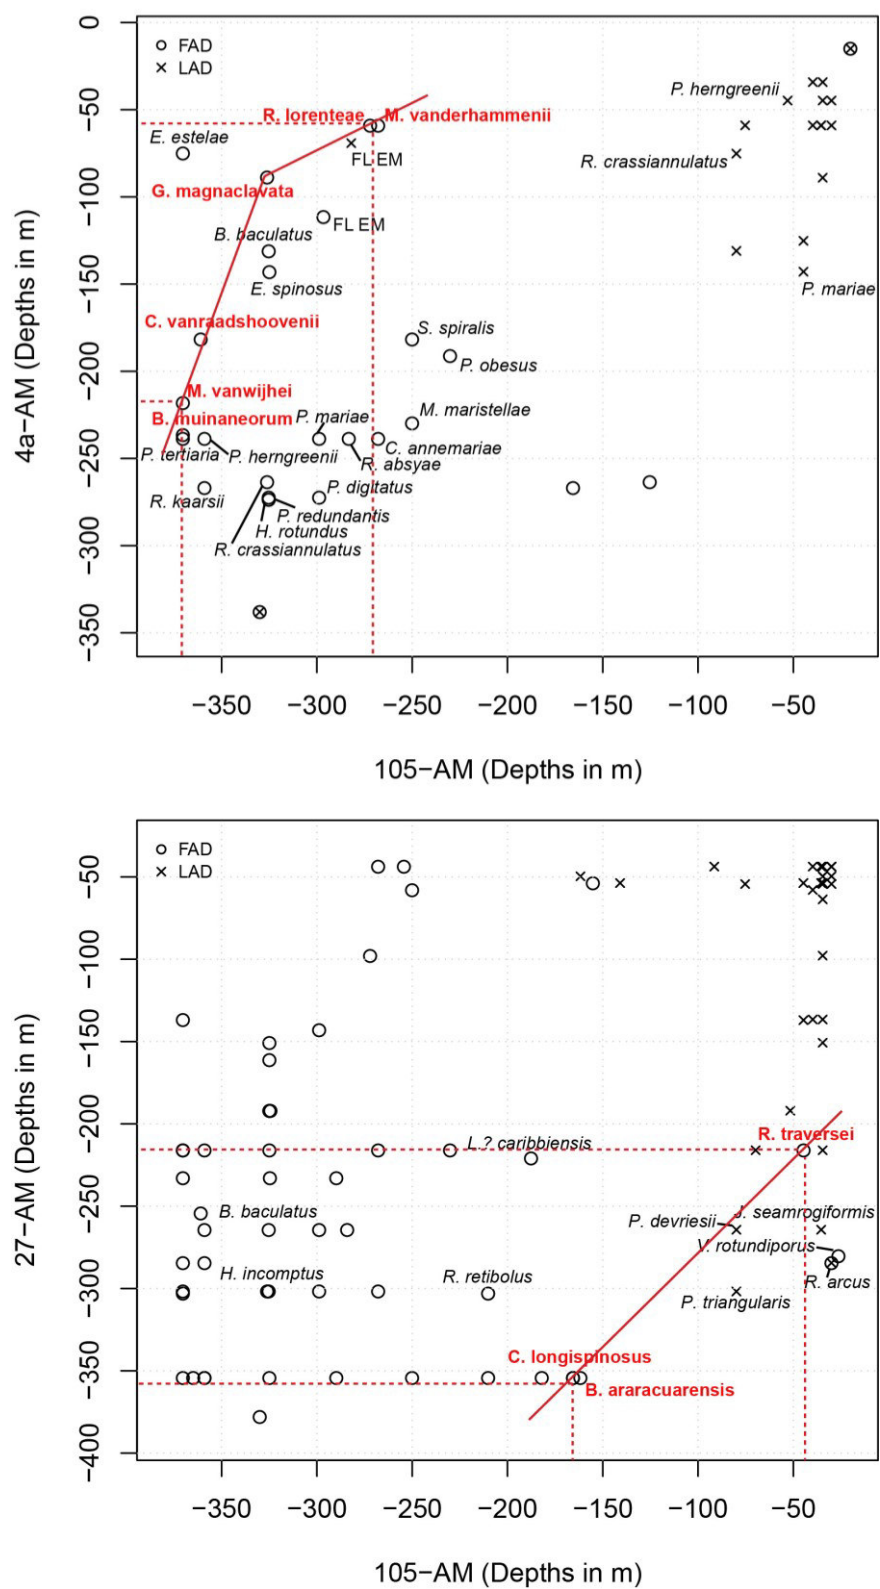 0
FAD
LAD
P. herngreenii
−50
R. lorenteae
M. vanderhammenii
E. estelae
FL EM
R. crassiannulatus
−100
G. magnaclavata
FL EM
B. baculatus
−150
E. spinosus
P. mariae
C. vanraadshoovenii
S. spiralis
−200
P. obesus
M. vanwijhei
B. muinaneorum
P. mariae
M. maristellae
−250
P. tertiaria
P. herngreenii
C. annemariae
R. absyae
R. kaarsii
P. digitatus
P. redundantis
−300
H. rotundus
R. crassiannulatus
−350
4a−AM (Depths in m)
−350
−300
−250
−200
−150
−100
−50
105−AM (Depths in m)
FAD
LAD
−50
−100
−150
−200
R. traversei
L.? caribbiensis
−250
B. baculatus
J. seamrogiformis
P. devriesii
V. rotundiporus
H. incomptus
R. retibolus
R. arcus
−300
P. triangularis
−350
C. longispinosus
B. araracuarensis
−400
27−AM (Depths in m)
−350
−300
−250
−200
−150
−100
−50
105−AM (Depths in m)